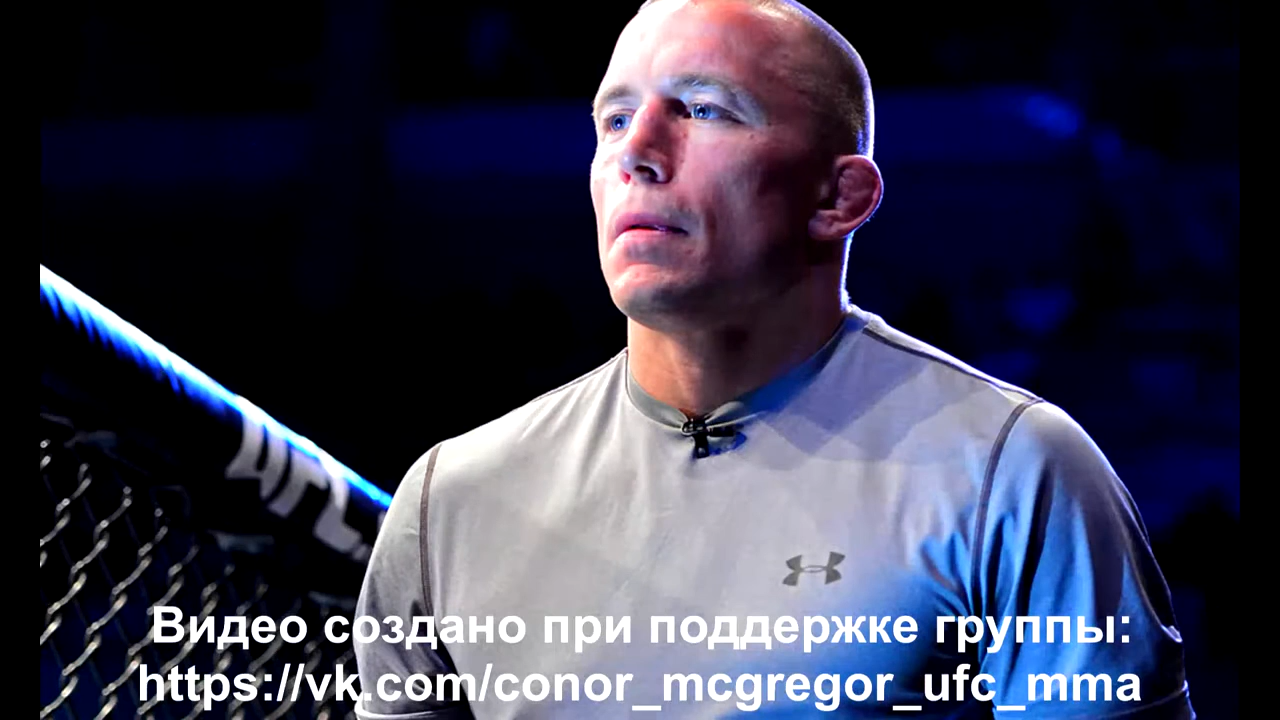 UFC
Видео создано при поддержке группы:
https://vk.com/conor_mcgregor_ufc_mma